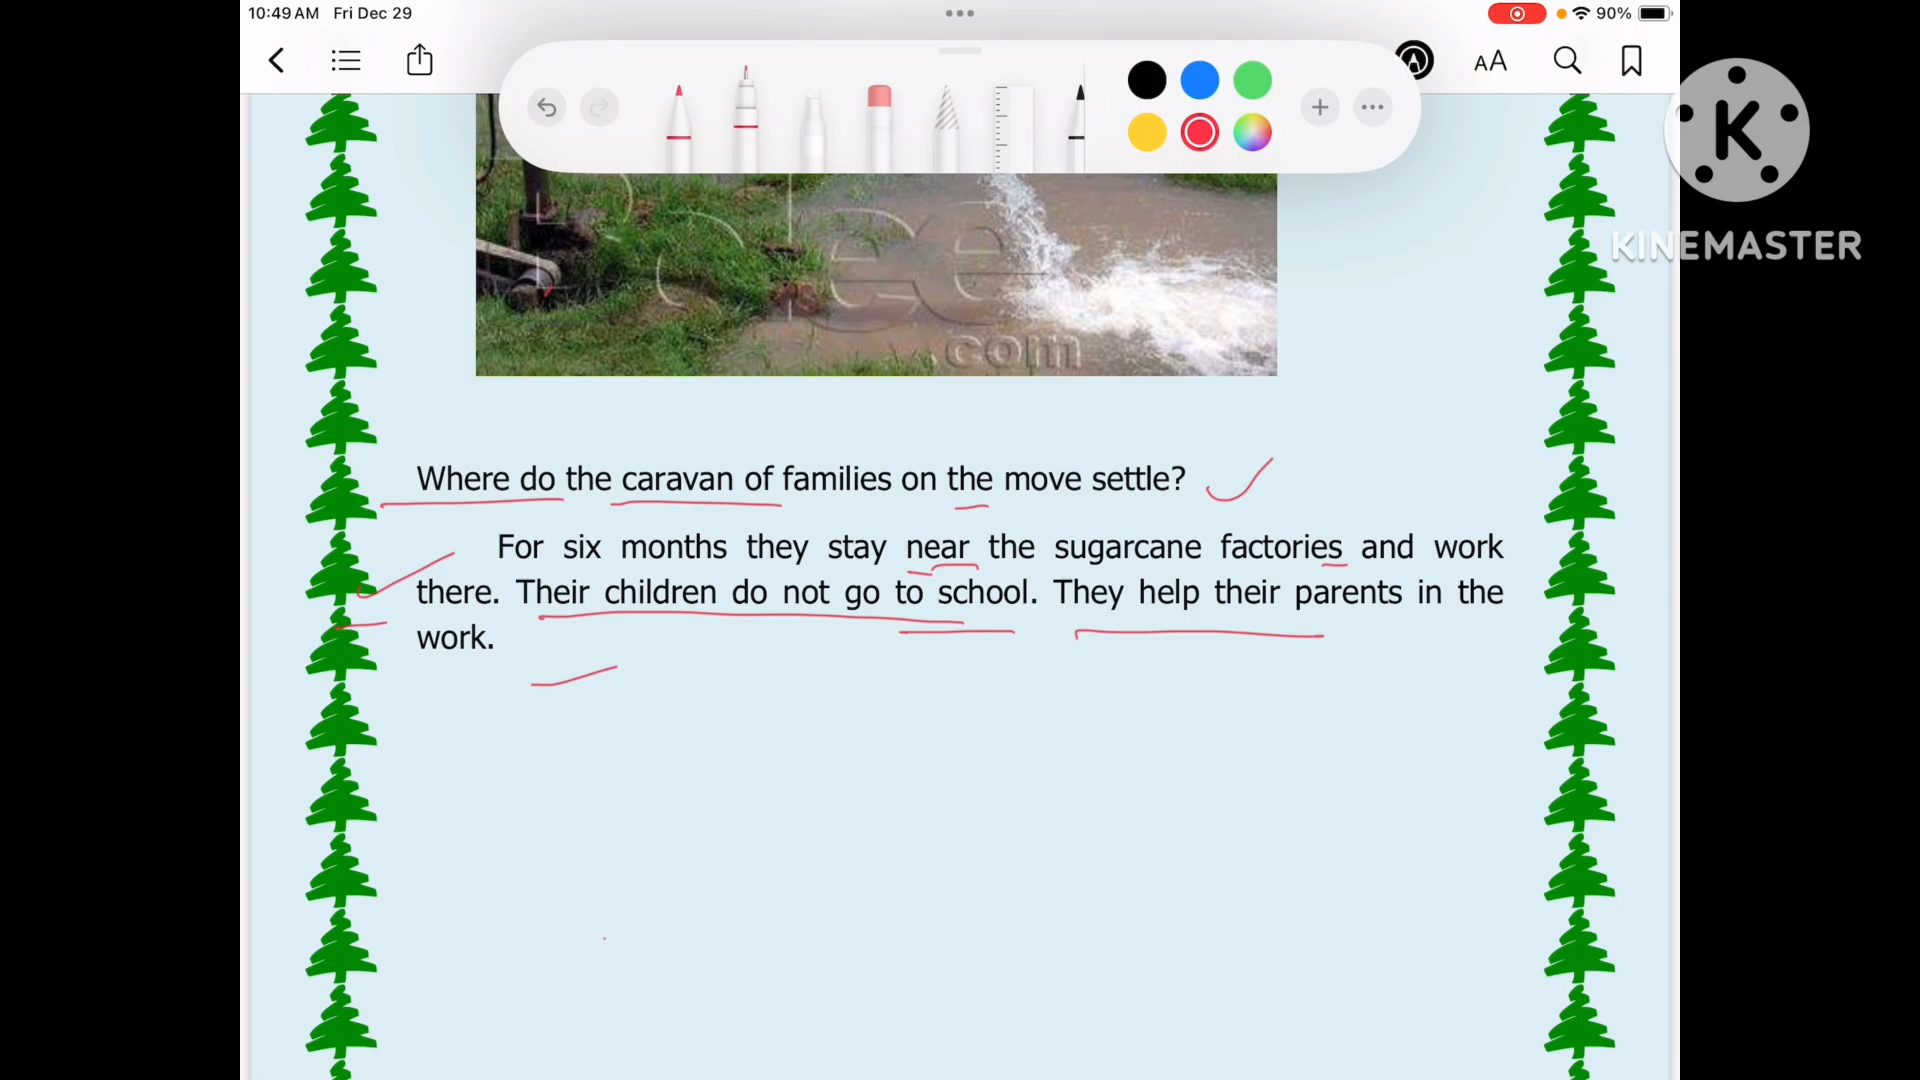 10:49 AM Fri Dec 29
90%
AA
K
KINEMASTER
.com
Where do the caravan of families on the move settle?
For six months they stay near the sugarcane factories and work
there. Their children do not go to school. They help their parents in the
work.